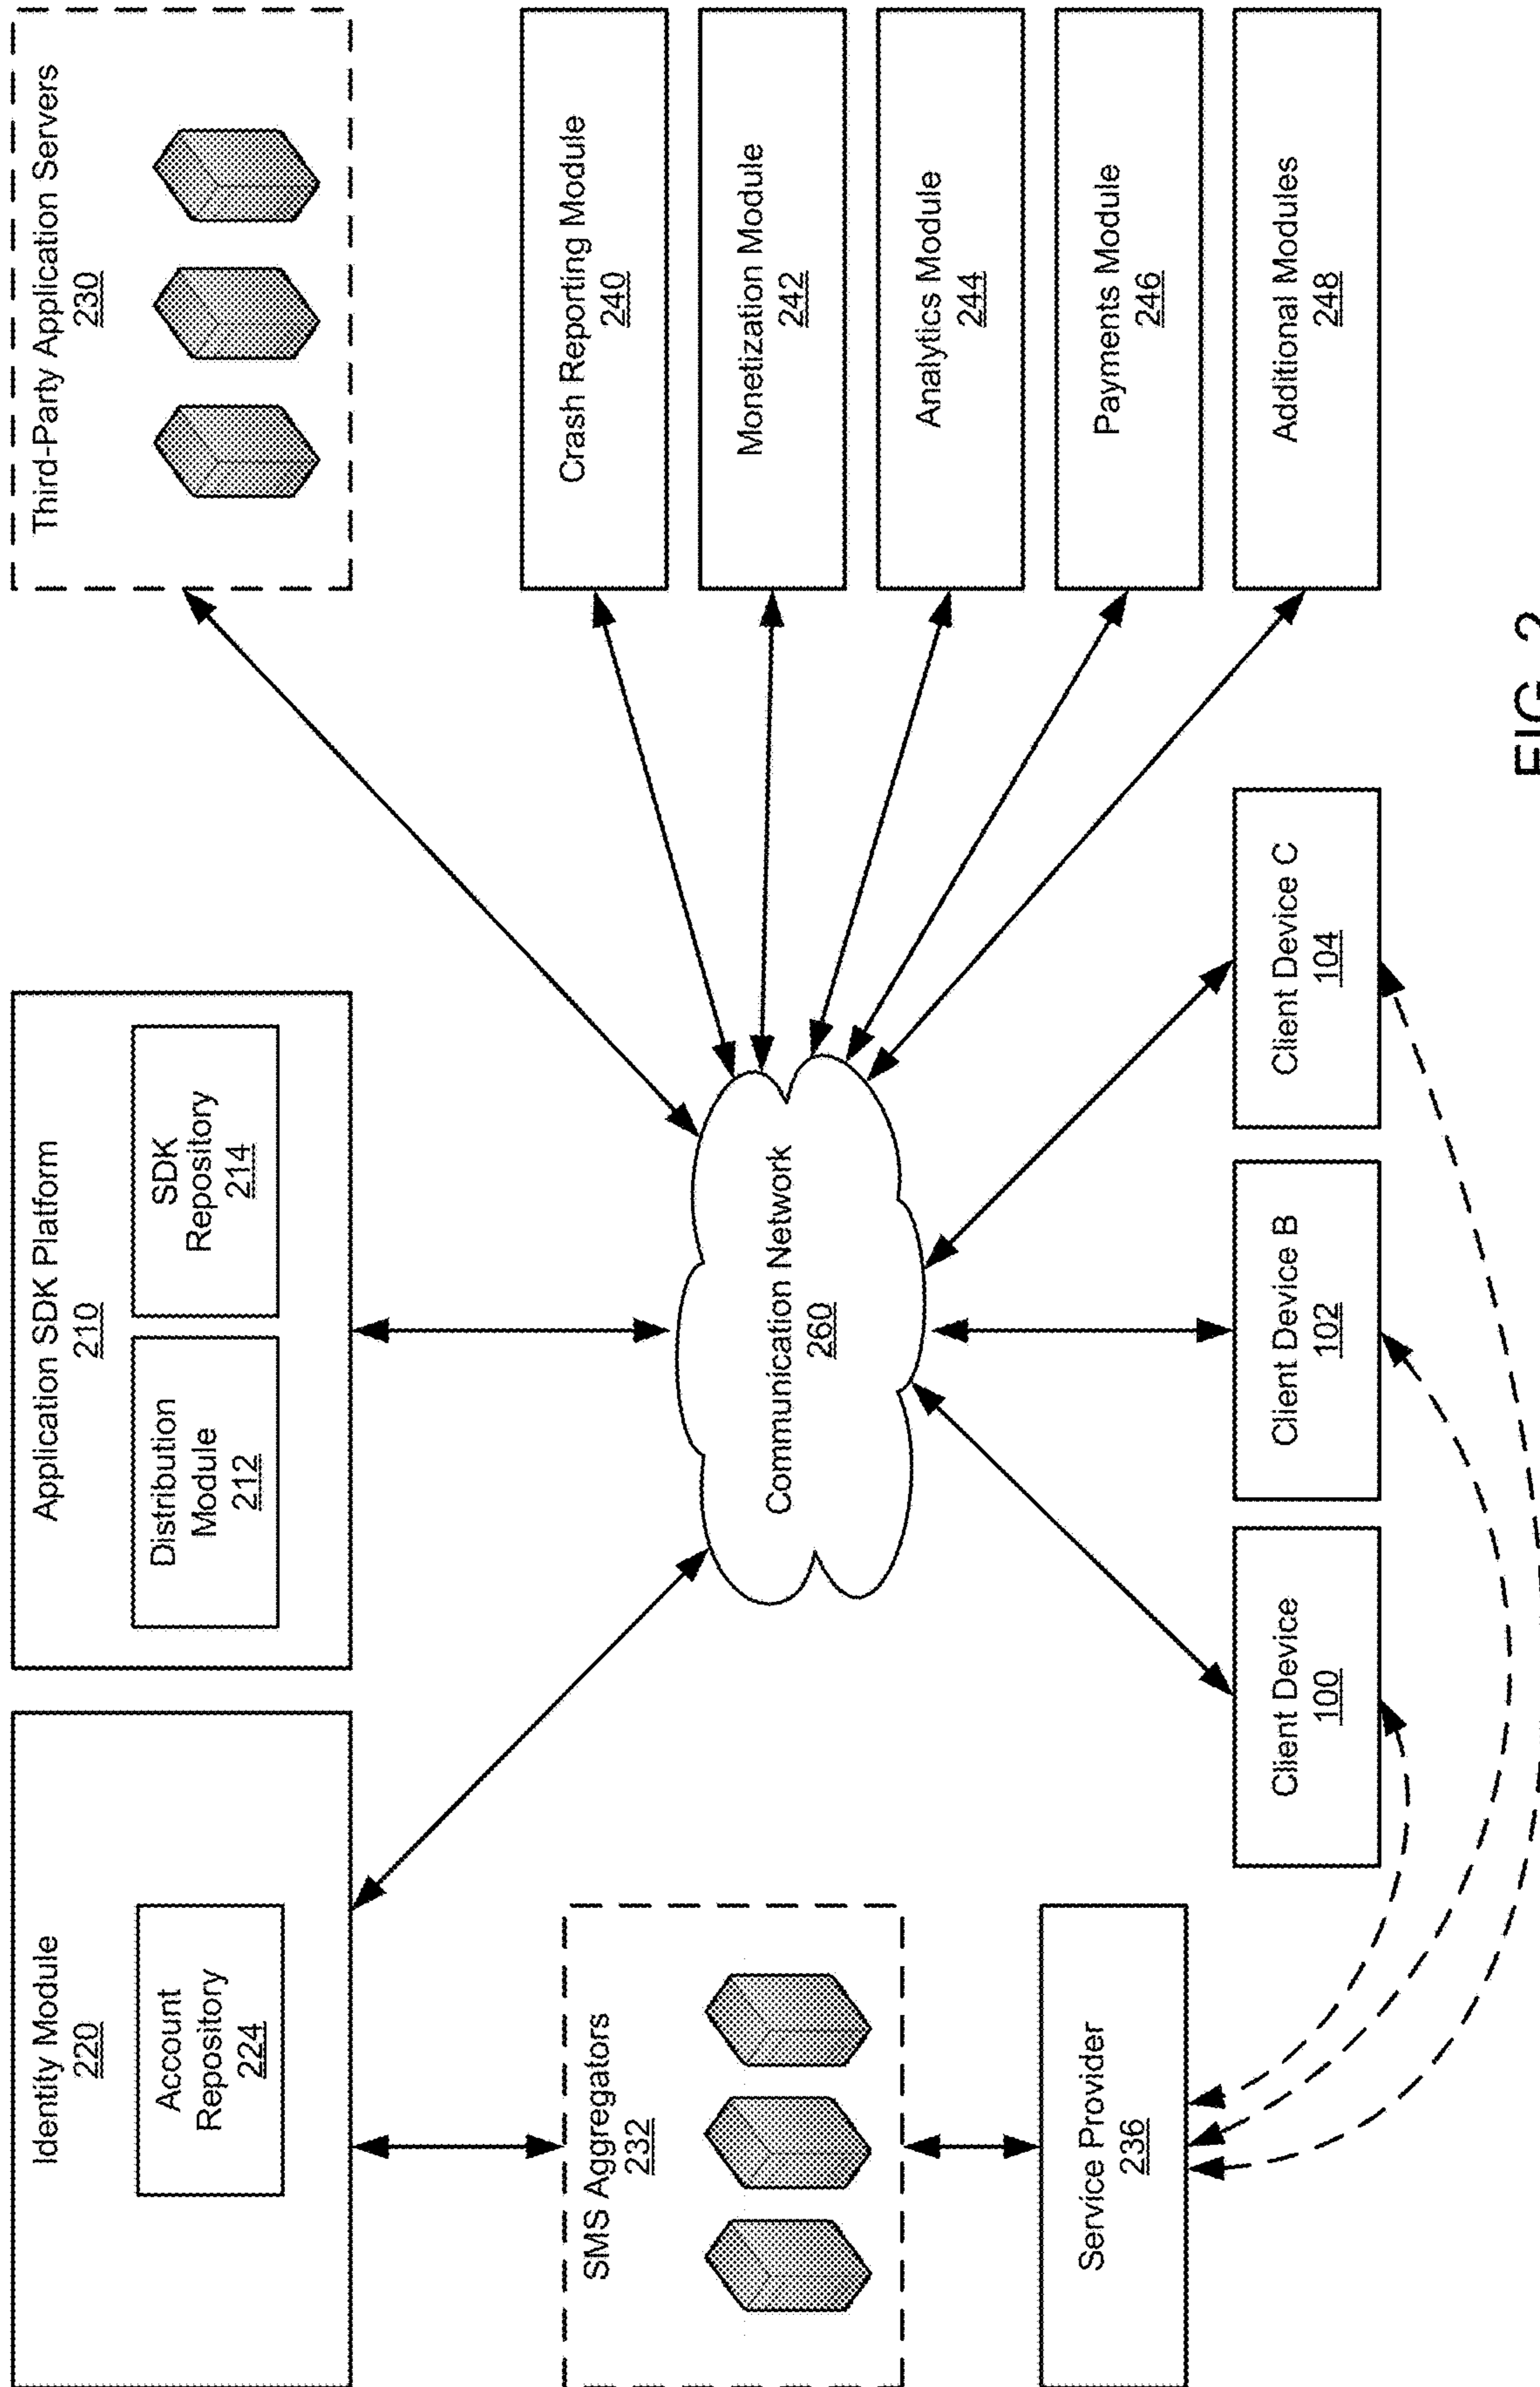 Identity Module
220
Account
Repository
224
Application SDK Platform
210
Distribution
Module
212
SDK
Repository
214
Third-Party Application Servers
230
SMS Aggregators
232
Service Provider
236
Communication Network
260
Crash Reporting Module
240
Monetization Module
242
Analytics Module
244
Payments Module
246
Additional Modules
248
Client Device
100
Client Device B
102
Client Device C
104
FIG. 2